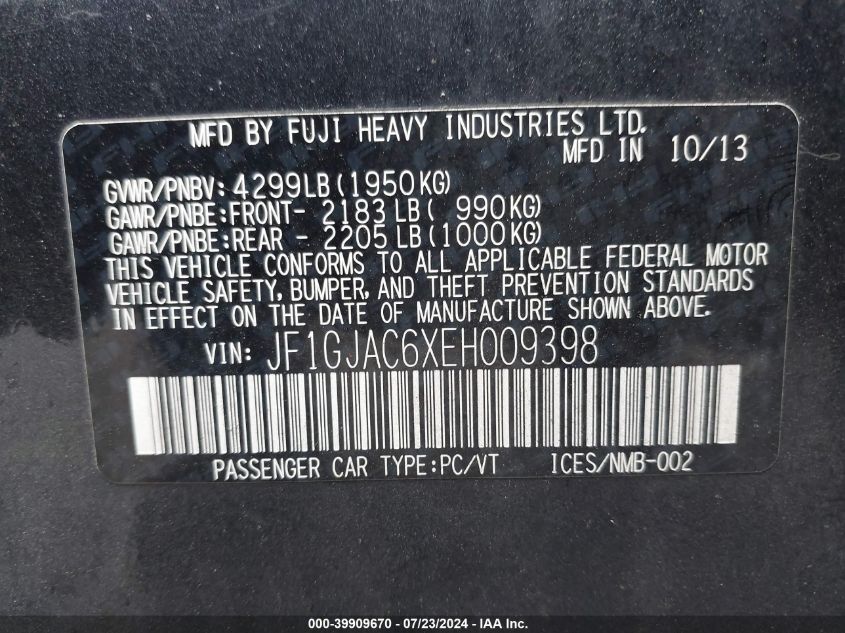 MFD BY FUJI HEAVY INDUSTRIES LTD.
MFD IN 10/13
GVWR/PNBV: 4299LB(1950KG)
GAWR/PNBE:FRONT- 2183 LB( 990KG)
GAWR/PNBE:REAR - 2205 LB(1000KG)
THIS VEHICLE CONFORMS TO ALL APPLICABLE FEDERAL MOTOR
VEHICLE SAFETY, BUMPER, AND THEFT PREVENTION STANDARDS
IN EFFECT ON THE DATE OF MANUFACTURE SHOWN ABOVE.
VIN: JF1GJAC6XEH009398
PASSENGER CAR TYPE:PC/VT ICES/NMB-002
000-39909670 - 07/23/2024 - IAA Inc.